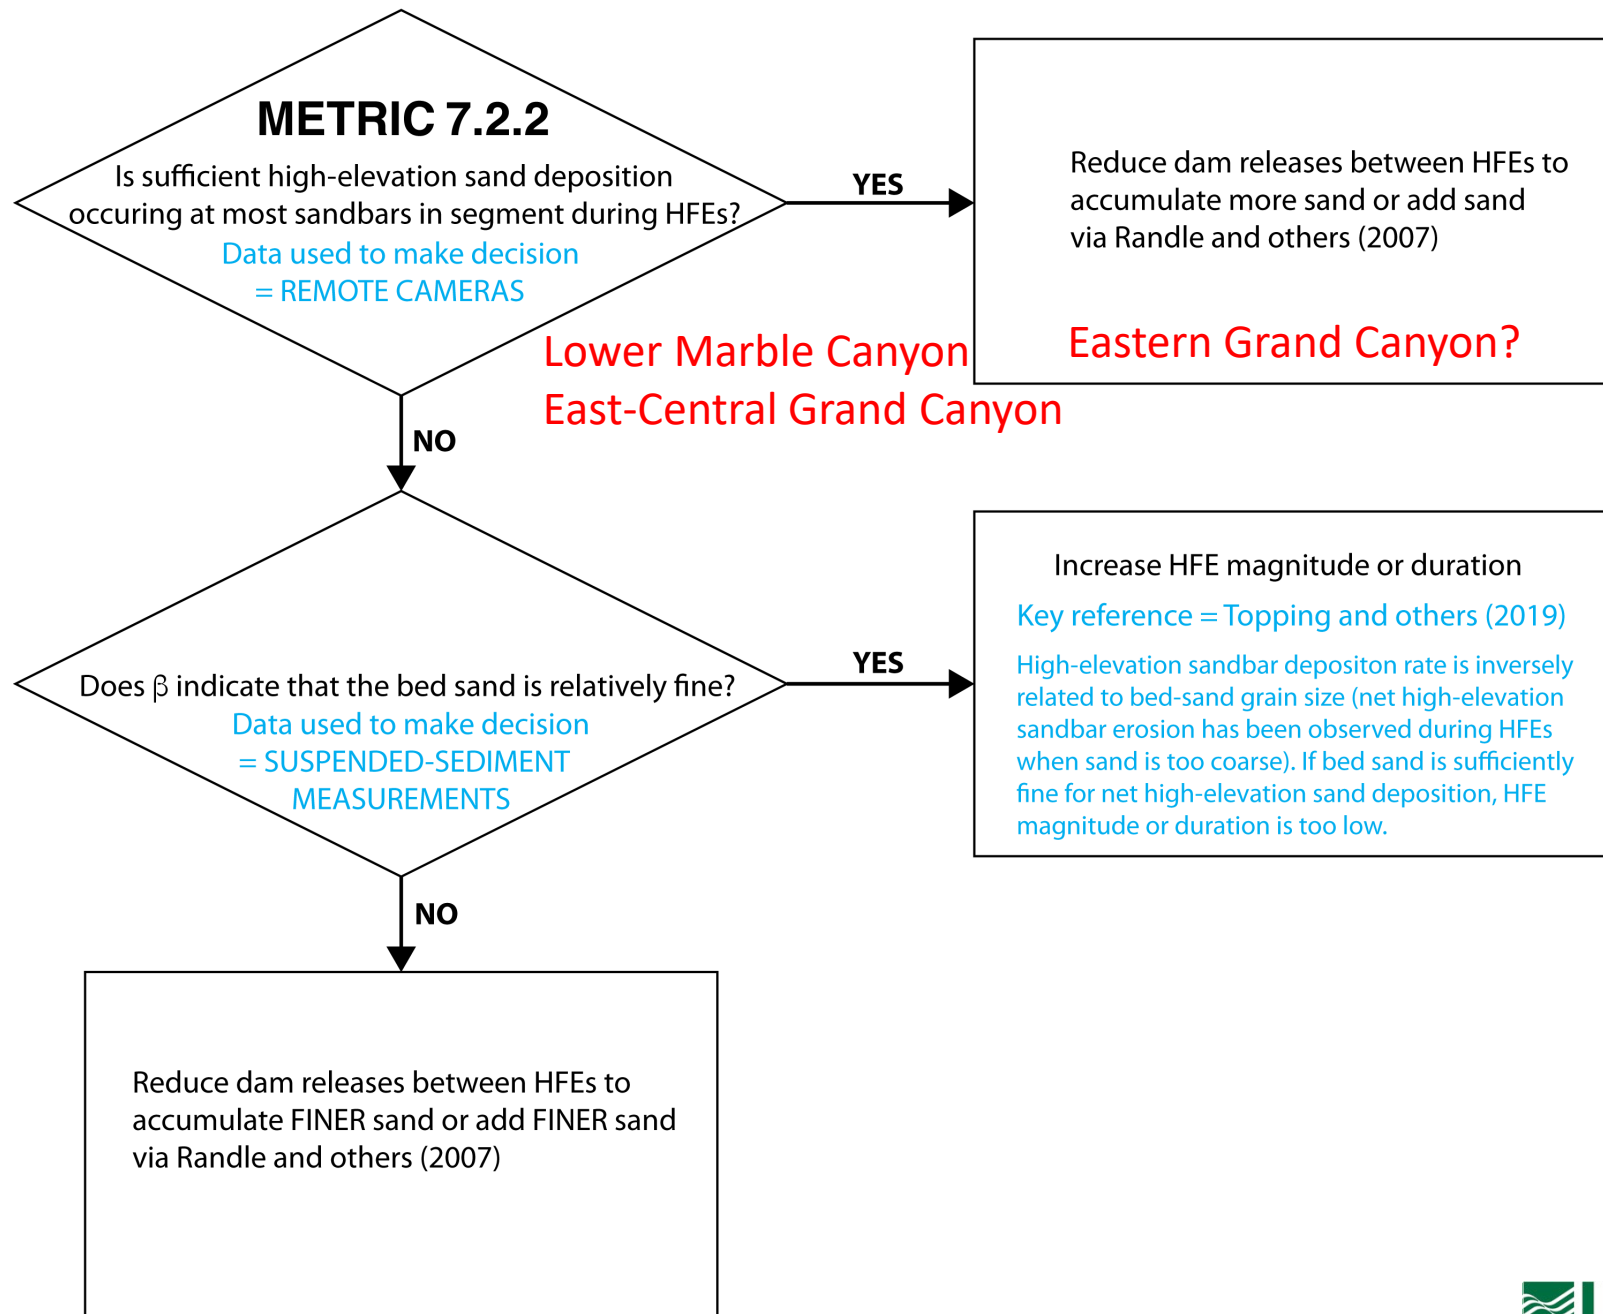 METRIC 7.2.2
Is sufficient high-elevation sand deposition
occuring at most sandbars in segment during HFEs?
Data used to make decision
= REMOTE CAMERAS
YES
Reduce dam releases between HFEs to
accumulate more sand or add sand
via Randle and others (2007)
Eastern Grand Canyon?
Lower Marble Canyon
East-Central Grand Canyon
NO
Does β indicate that the bed sand is relatively fine?
Data used to make decision
= SUSPENDED-SEDIMENT
MEASUREMENTS
YES
Increase HFE magnitude or duration
Key reference = Topping and others (2019)
High-elevation sandbar depositon rate is inversely
related to bed-sand grain size (net high-elevation
sandbar erosion has been observed during HFEs
when sand is too coarse). If bed sand is sufficiently
fine for net high-elevation sand deposition, HFE
magnitude or duration is too low.
NO
Reduce dam releases between HFEs to
accumulate FINER sand or add FINER sand
via Randle and others (2007)